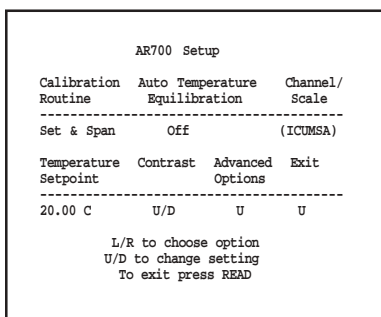 AR700 Setup
Calibration Auto Temperature Channel/
Routine Equilibration Scale
Set & Span Off (ICUMSA)
Temperature Contrast Advanced Exit
Setpoint Options
20.00 C U/D U U
L/R to choose option
U/D to change setting
To exit press READ